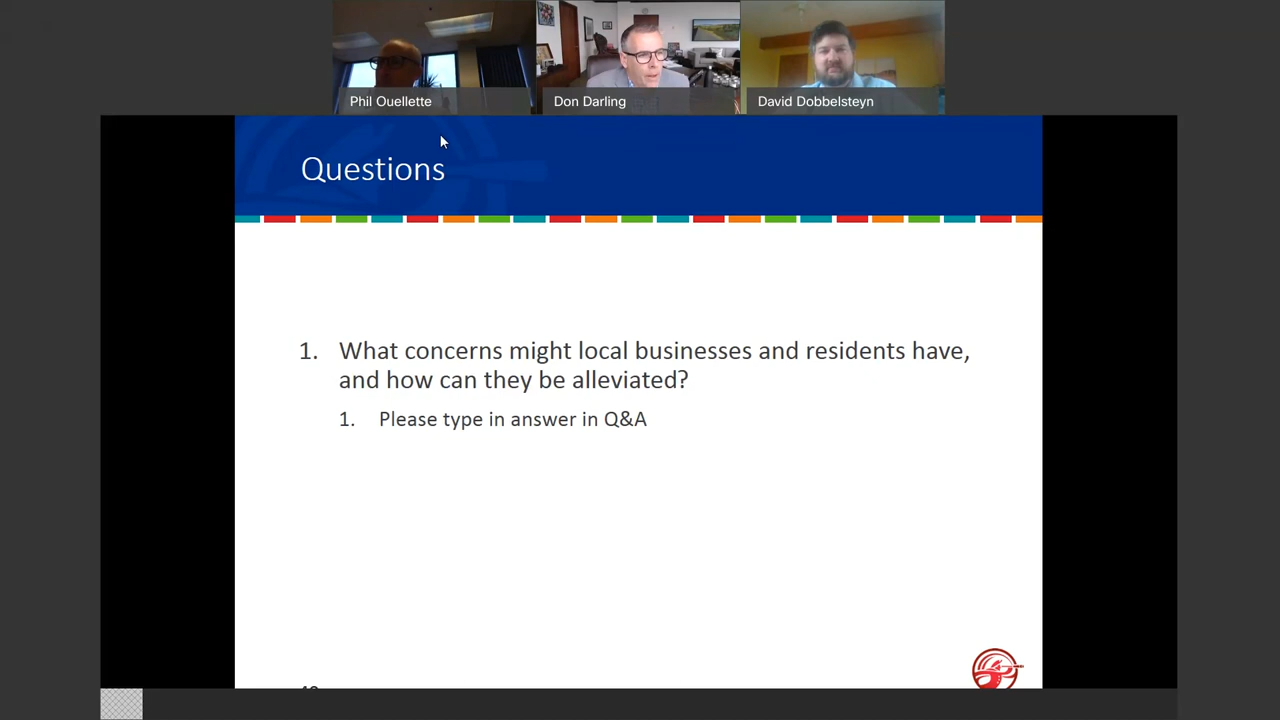 Phil Ouellette
Don Darling
David Dobbelsteyn
Questions
1. What concerns might local businesses and residents have,
and how can they be alleviated?
1. Please type in answer in Q&A